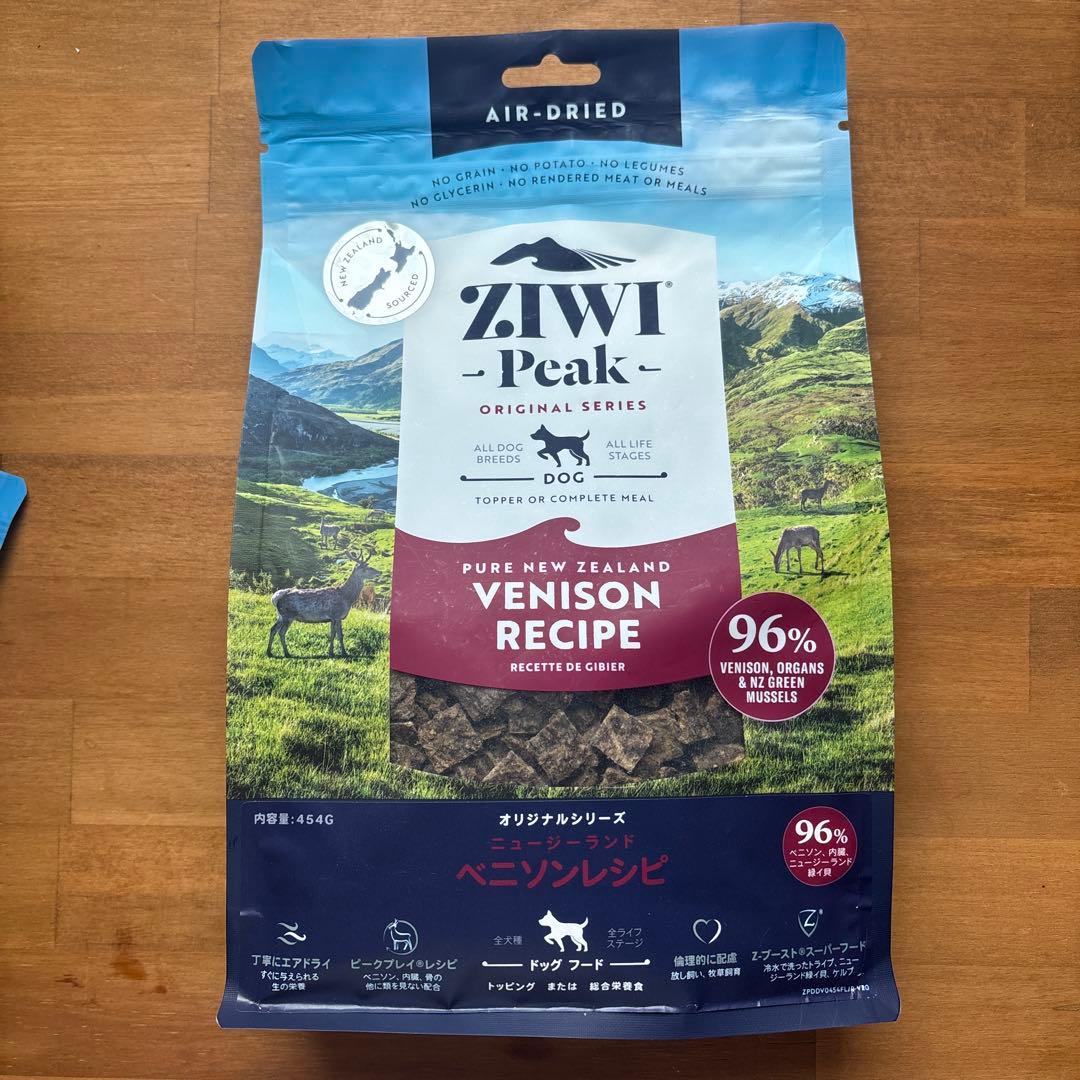 AIR-DRIED
NO GRAIN · NO POTATO · NO LEGUMES
NO GLYCERIN · NO RENDERED MEAT OR MEALS
NEW ZEALAND
SOURCED
ZIWI®
Peak
ORIGINAL SERIES
ALL DOG
BREEDS
ALL LIFE
STAGES
DOG
TOPPER OR COMPLETE MEAL
PURE NEW ZEALAND
VENISON
RECIPE
RECETTE DE GIBIER
96%
VENISON, ORGANS
& NZ GREEN
MUSSELS
内容量:454G
オリジナルシリーズ
ニュージーランド
ベニソンレシピ
96%
ベニソン、内臓、
ニュージーランド
緑イ貝
丁寧にエアドライ
すぐに与えられる
生の栄養
ピークプレイ®レシピ
ベニソン、内臓、骨の
他に類を見ない配合
全犬種
全ライフ
ステージ
ドッグ フード
トッピング または 総合栄養食
倫理的に配慮
放し飼い、牧草飼育
Z
Z-ブースト®スーパーフード
冷水で洗ったトライプ、ニュー
ジーランド緑イ貝、ケルプ